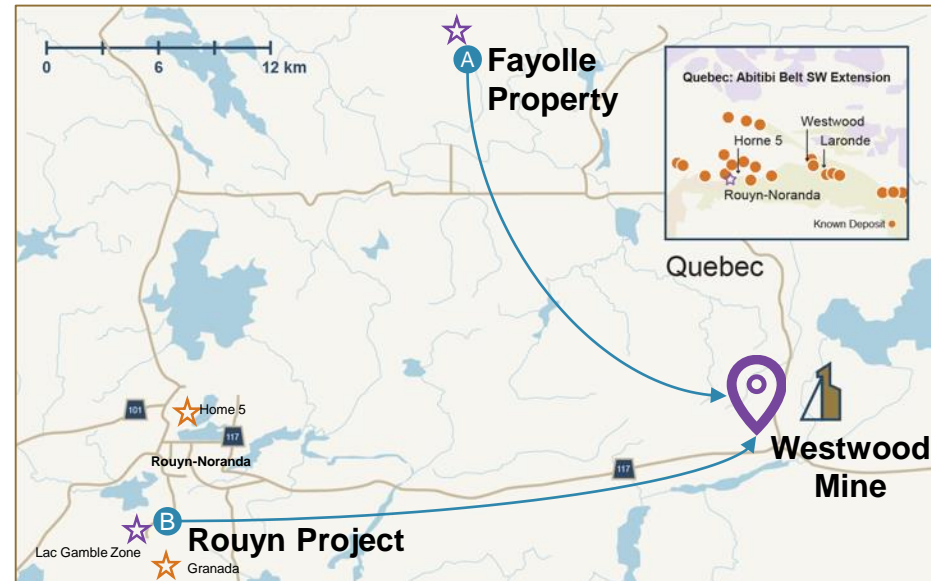 0 6 12 km
A Fayolle
Property
Quebec: Abitibi Belt SW Extension
Westwood
Horne 5 Laronde
Rouyn-Noranda
Known Deposit
Quebec
101
Home 5
117
Rouyn-Noranda
117
Westwood
Mine
B Rouyn Project
Lac Gamble Zone
Granada